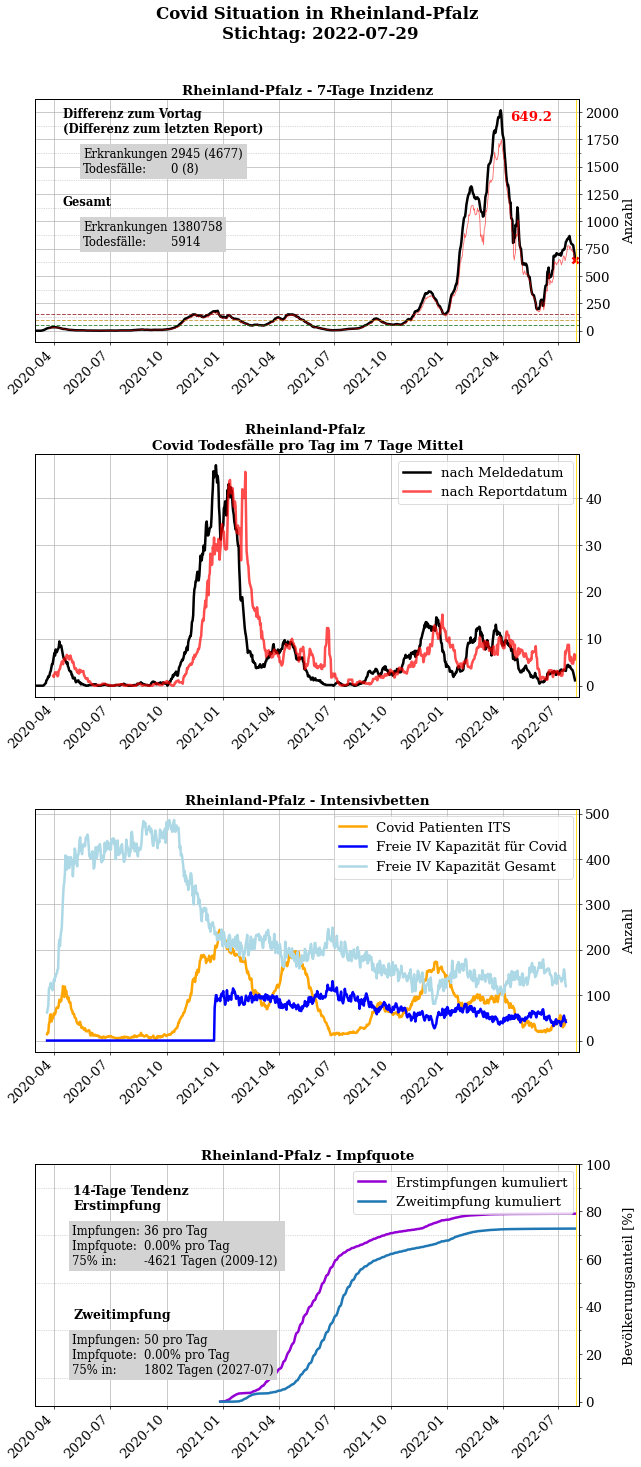 Covid Situation in Rheinland-Pfalz
Stichtag: 2022-07-29
Rheinland-Pfalz - 7-Tage Inzidenz
Differenz zum Vortag
(Differenz zum letzten Report)
Erkrankungen 2945 (4677)
Todesfälle: 0 (8)
Gesamt
Erkrankungen 1380758
Todesfälle: 5914
649.2
2000
1750
1500
1250
1000
750
500
250
0
Anzahl
2020-04 2020-07 2020-10 2021-01 2021-04 2021-07 2021-10 2022-01 2022-04 2022-07
Rheinland-Pfalz
Covid Todesfälle pro Tag im 7 Tage Mittel
nach Meldedatum
nach Reportdatum
40
30
20
10
0
2020-04 2020-07 2020-10 2021-01 2021-04 2021-07 2021-10 2022-01 2022-04 2022-07
Rheinland-Pfalz - Intensivbetten
Covid Patienten ITS
Freie IV Kapazität für Covid
Freie IV Kapazität Gesamt
500
400
300
200
100
0
Anzahl
2020-04 2020-07 2020-10 2021-01 2021-04 2021-07 2021-10 2022-01 2022-04 2022-07
Rheinland-Pfalz - Impfquote
Erstimpfungen kumuliert
Zweitimpfung kumuliert
14-Tage Tendenz
Erstimpfung
Impfungen: 36 pro Tag
Impfquote: 0.00% pro Tag
75% in: -4621 Tagen (2009-12)
Zweitimpfung
Impfungen: 50 pro Tag
Impfquote: 0.00% pro Tag
75% in: 1802 Tagen (2027-07)
100
80
60
40
20
0
Bevölkerungsanteil [%]
2020-04 2020-07 2020-10 2021-01 2021-04 2021-07 2021-10 2022-01 2022-04 2022-07